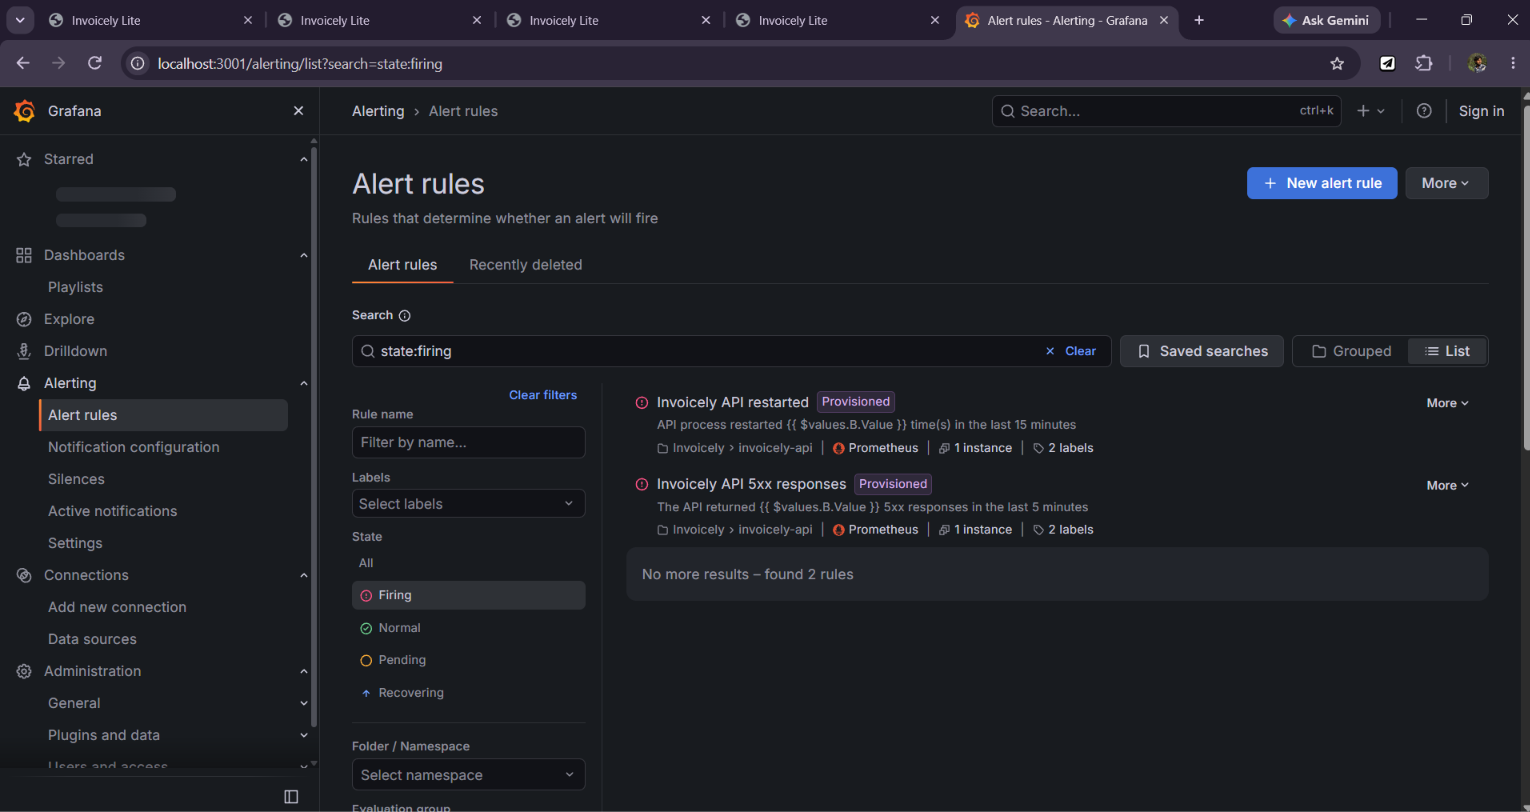 Invoicely Lite
Invoicely Lite
Invoicely Lite
Invoicely Lite
Alert rules - Alerting - Grafana
Ask Gemini
localhost:3001/alerting/list?search=state:firing
Grafana
Alerting › Alert rules
Search...
ctrl+k
Sign in
Starred
Dashboards
Playlists
Explore
Drilldown
Alerting
Alert rules
Notification configuration
Silences
Active notifications
Settings
Connections
Add new connection
Data sources
Administration
General
Plugins and data
Users and access
Alert rules
Rules that determine whether an alert will fire
New alert rule
More
Alert rules
Recently deleted
Search
state:firing
Clear
Saved searches
Grouped
List
Clear filters
Rule name
Filter by name...
Labels
Select labels
State
All
Firing
Normal
Pending
Recovering
Folder / Namespace
Select namespace
Evaluation group
Invoicely API restarted Provisioned
More
API process restarted {{ $values.B.Value }} time(s) in the last 15 minutes
Invoicely > invoicely-api | Prometheus | 1 instance | 2 labels
Invoicely API 5xx responses Provisioned
More
The API returned {{ $values.B.Value }} 5xx responses in the last 5 minutes
Invoicely > invoicely-api | Prometheus | 1 instance | 2 labels
No more results – found 2 rules